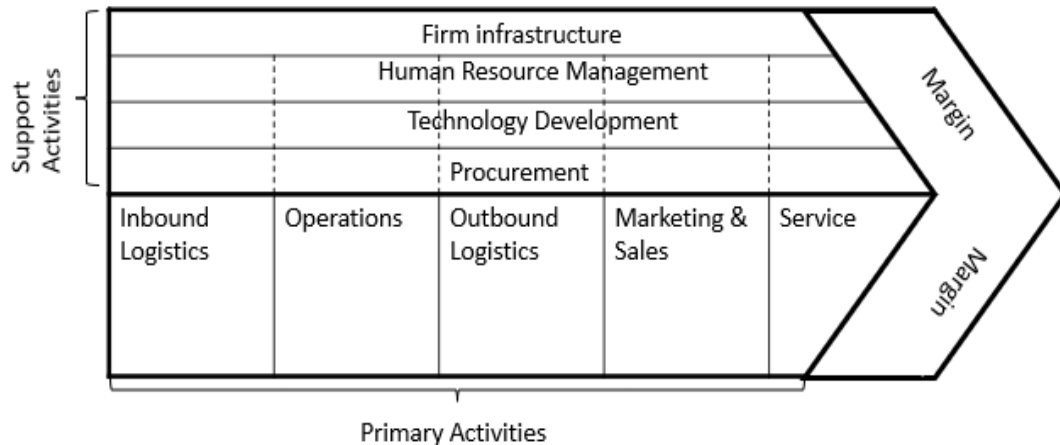 Support
Activities
Firm infrastructure
Human Resource Management
Technology Development
Procurement
Margin
Margin
Inbound
Logistics
Operations
Outbound
Logistics
Marketing &
Sales
Service
Primary Activities